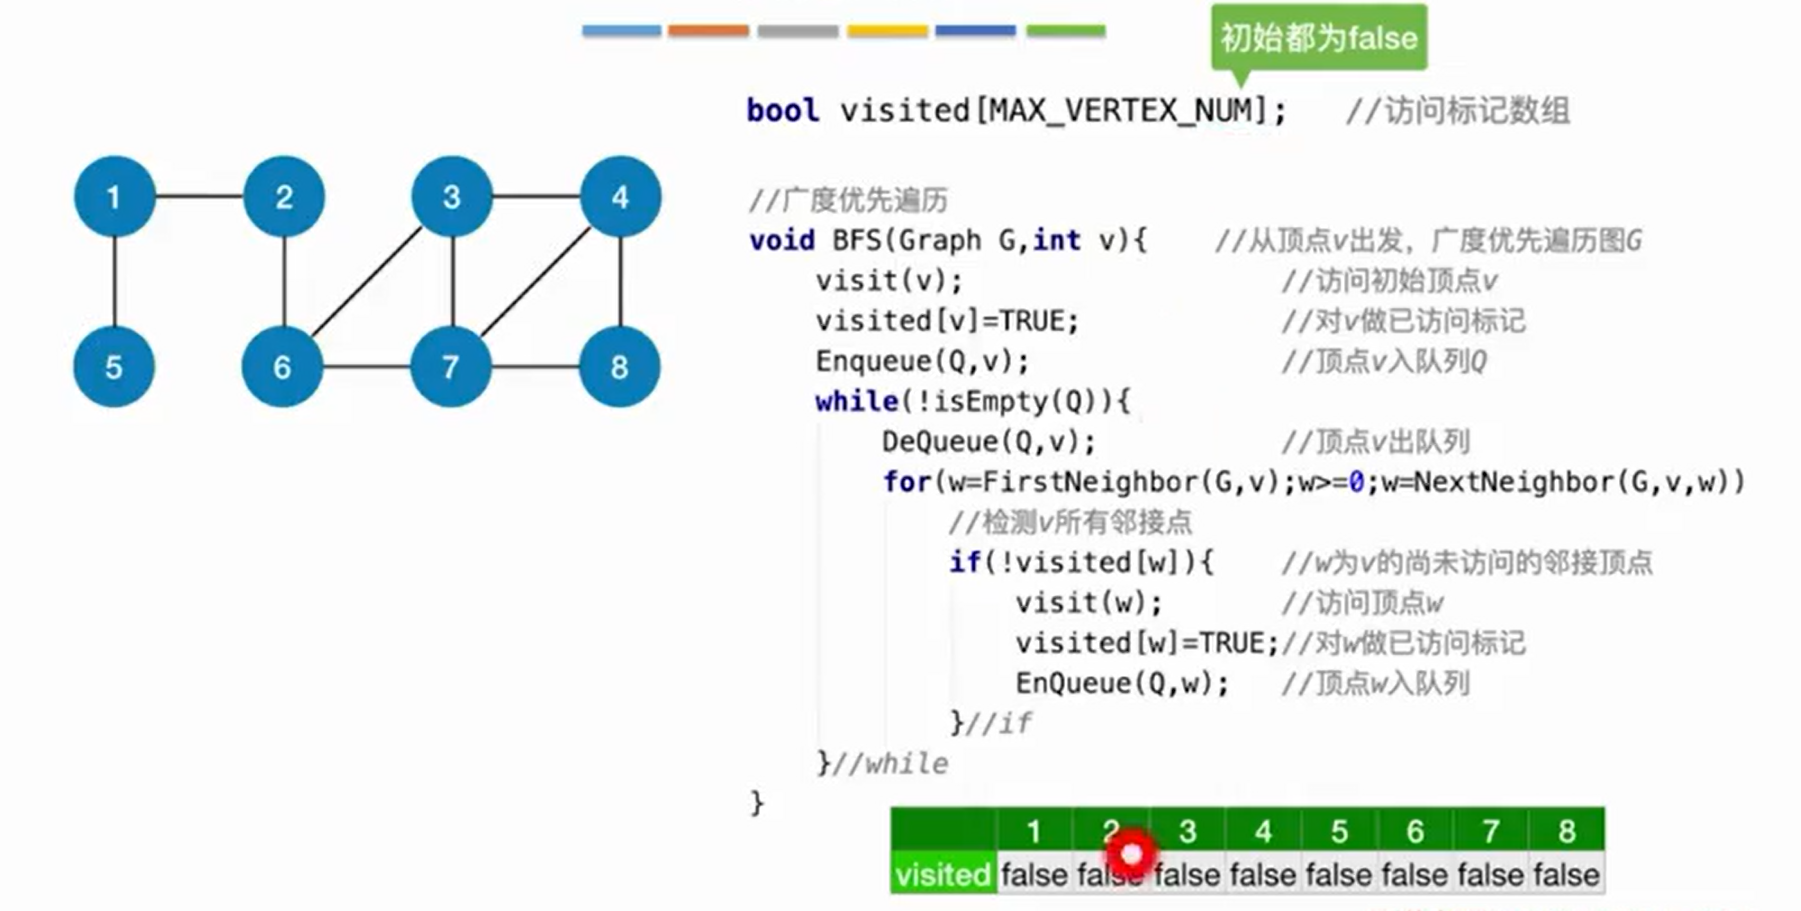 初始都为false
bool visited[MAX_VERTEX_NUM];   //访问标记数组
1 2 3 4
5 6 7 8
//广度优先遍历
void BFS(Graph G,int v){    //从顶点v出发，广度优先遍历图G
visit(v);    //访问初始顶点v
visited[v]=TRUE;    //对v做已访问标记
Enqueue(Q,v);    //顶点v入队列Q
while(!isEmpty(Q)){
DeQueue(Q,v);    //顶点v出队列
for(w=FirstNeighbor(G,v);w>=0;w=NextNeighbor(G,v,w))
//检测v所有邻接点
if(!visited[w]){    //w为v的尚未访问的邻接顶点
visit(w);    //访问顶点w
visited[w]=TRUE;//对w做已访问标记
EnQueue(Q,w);    //顶点w入队列
}//if
}//while
}
1 2 3 4 5 6 7 8
visited false false false false false false false false